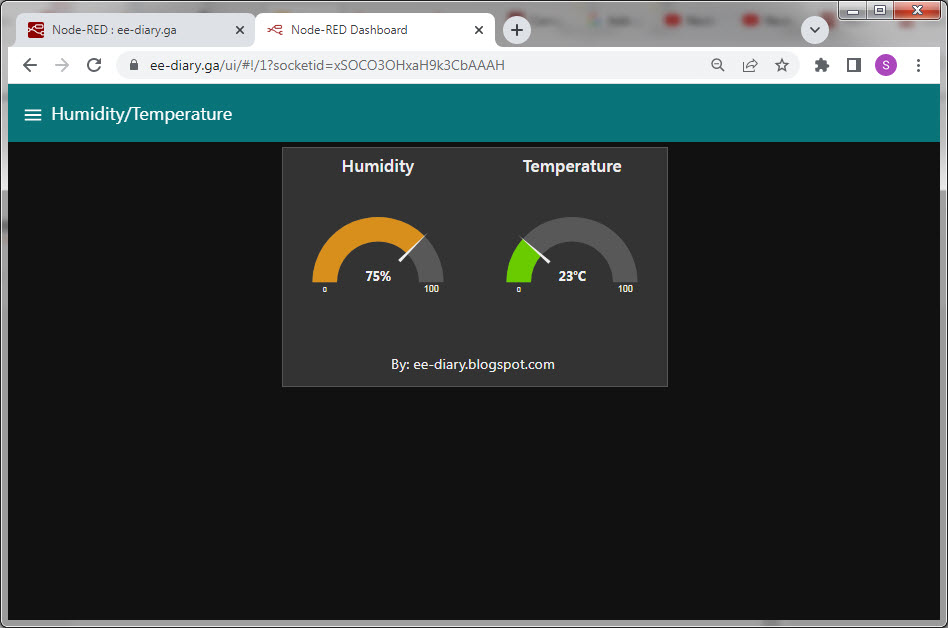 Node-RED : ee-diary.ga
Node-RED Dashboard
ee-diary.ga/ui/#!/1?socketid=xSOCO3OHxaH9k3CbAAAH
S
Humidity/Temperature
Humidity
Temperature
75%
23°C
0
100
0
100
By: ee-diary.blogspot.com